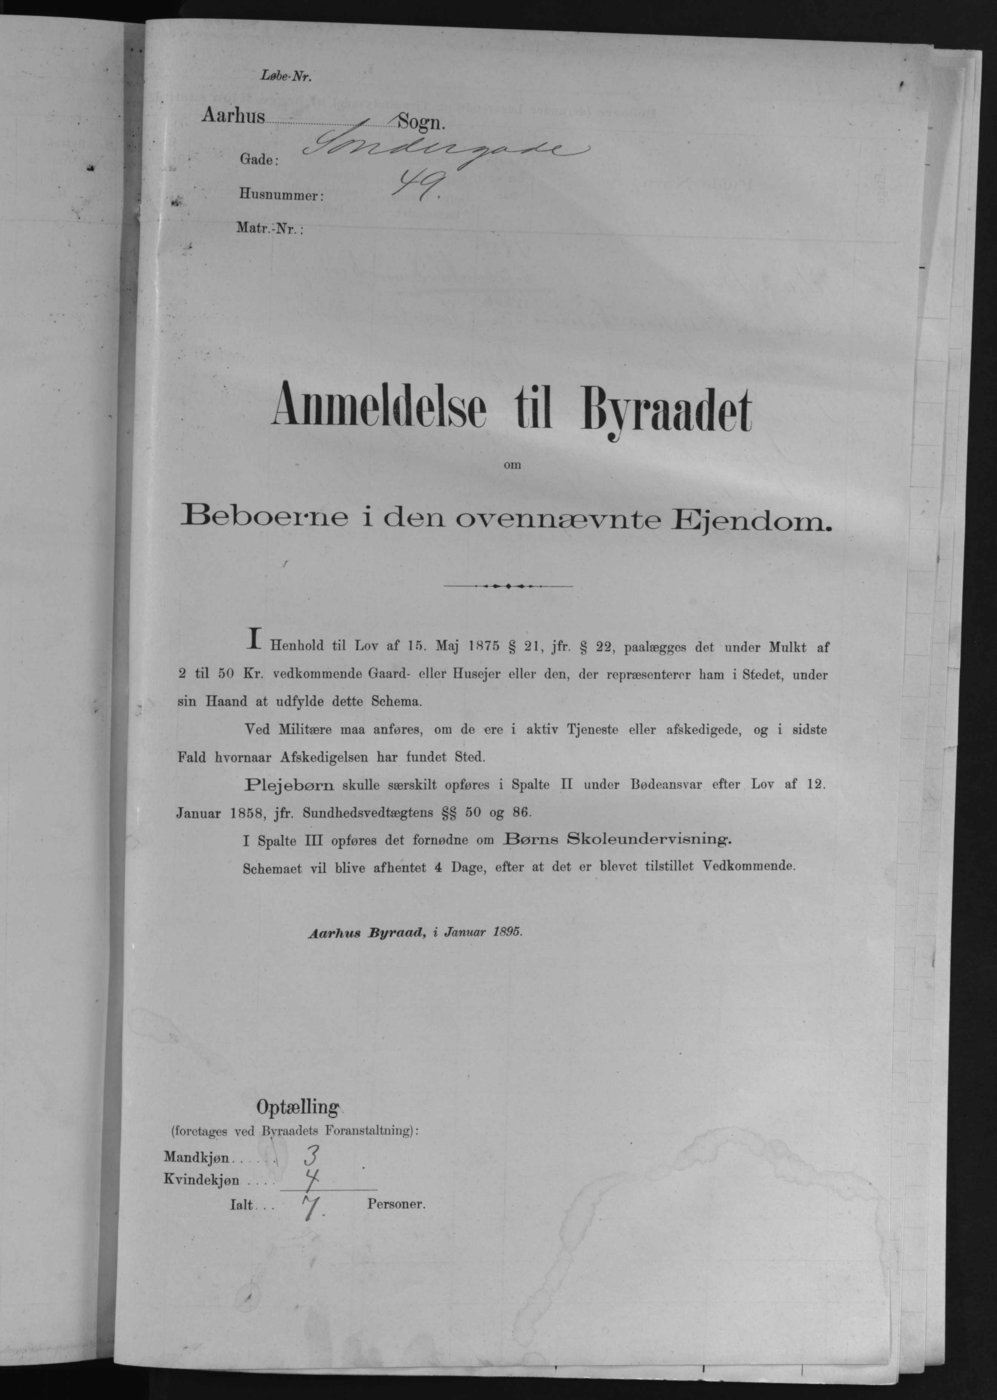 Løbe-Nr.
Aarhus Sogn.
Gade: Søndergade
Husnummer: 49.
Matr.-Nr.:
Anmeldelse til Byraadet
om
Beboerne i den ovennævnte Ejendom.
I Henhold til Lov af 15. Maj 1875 § 21, jfr. § 22, paalægges det under Mulkt af
2 til 50 Kr. vedkommende Gaard- eller Husejer eller den, der repræsenterer ham i Stedet, under
sin Haand at udfylde dette Schema.
Ved Militære maa anføres, om de ere i aktiv Tjeneste eller afskedigede, og i sidste
Fald hvornaar Afskedigelsen har fundet Sted.
Plejebørn skulle særskilt opføres i Spalte II under Bødeansvar efter Lov af 12.
Januar 1858, jfr. Sundhedsvedtægtens §§ 50 og 86.
I Spalte III opføres det fornødne om Børns Skoleundervisning.
Schemaet vil blive afhentet 4 Dage, efter at det er blevet tilstillet Vedkommende.
Aarhus Byraad, i Januar 1895.
Optælling
(foretages ved Byraadets Foranstaltning):
Mandkjøn...... 3
Kvindekjøn .... 4
Ialt... 7. Personer.